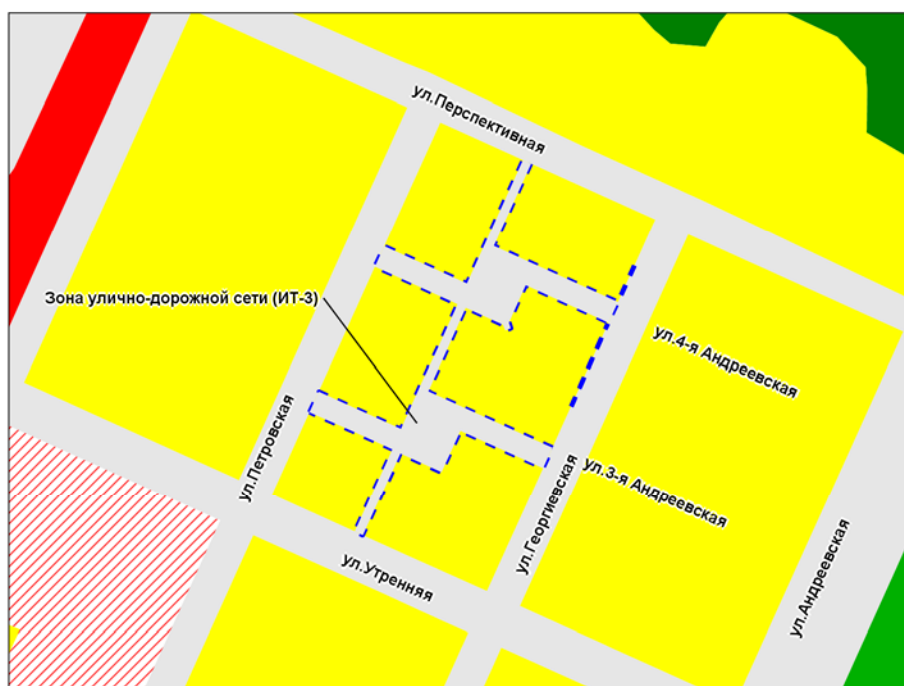 ул.Перспективная
Зона улично-дорожной сети (ИТ-3)
ул.4-я Андреевская
ул.Петровская
ул.3-я Андреевская
ул.Георгиевская
ул.Андреевская
ул.Утренняя